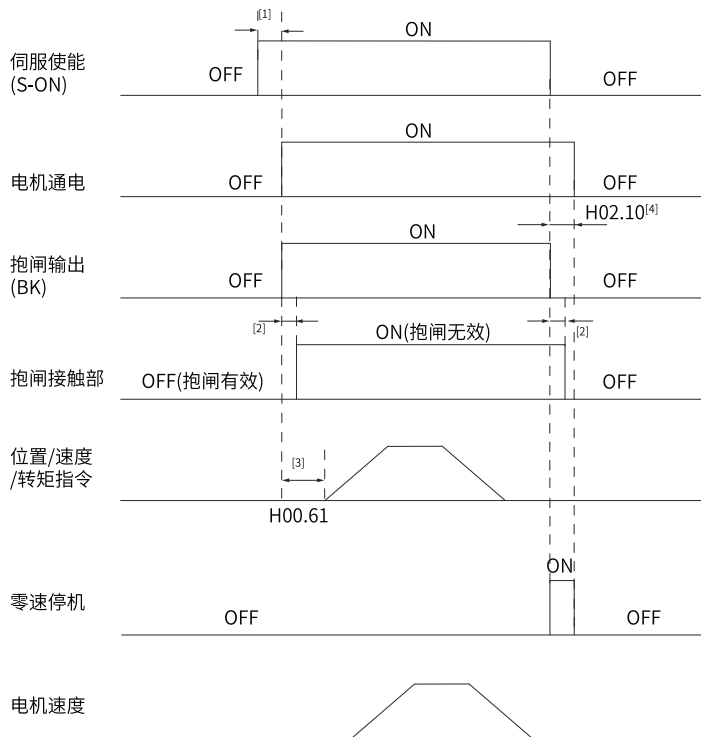 [1]
ON
伺服使能
(S-ON)
OFF
OFF
ON
电机通电
OFF
OFF
H02.10[4]
ON
抱闸输出
(BK)
OFF
OFF
[2]
ON(抱闸无效)
[2]
抱闸接触部
OFF(抱闸有效)
OFF
位置/速度
/转矩指令
[3]
H00.61
ON
零速停机
OFF
OFF
电机速度